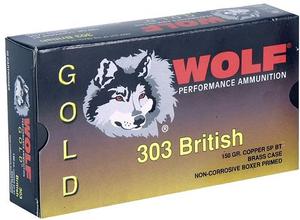 GOLD
WOLF
PERFORMANCE AMMUNITION
®
303 British
150 GR. COPPER SP BT
BRASS CASE
NON-CORROSIVE BOXER PRIMED